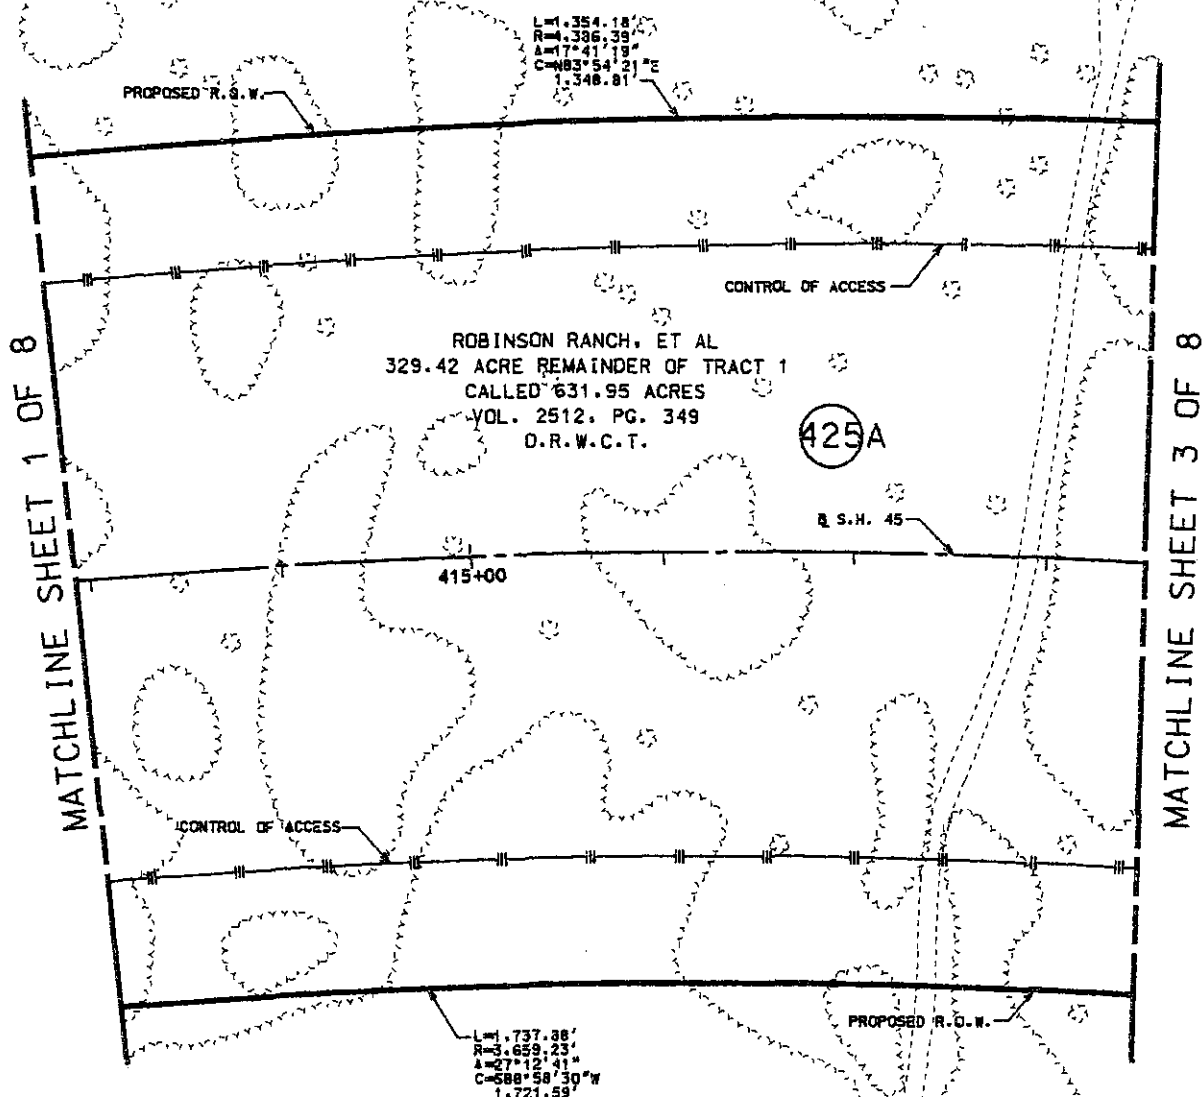 L=1,354.18'
R=4,386.39'
Δ=17°41'19"
C=N83°54'21"E
1,348.81'
PROPOSED R.O.W.
CONTROL OF ACCESS
ROBINSON RANCH, ET AL
329.42 ACRE REMAINDER OF TRACT 1
CALLED 631.95 ACRES
VOL. 2512, PG. 349
O.R.W.C.T.
425A
℄ S.H. 45
415+00
MATCHLINE SHEET 1 OF 8
MATCHLINE SHEET 3 OF 8
CONTROL OF ACCESS
PROPOSED R.O.W.
L=1,737.88'
R=3,659.23'
Δ=27°12'41"
C=S88°58'30"W
1,721.59'